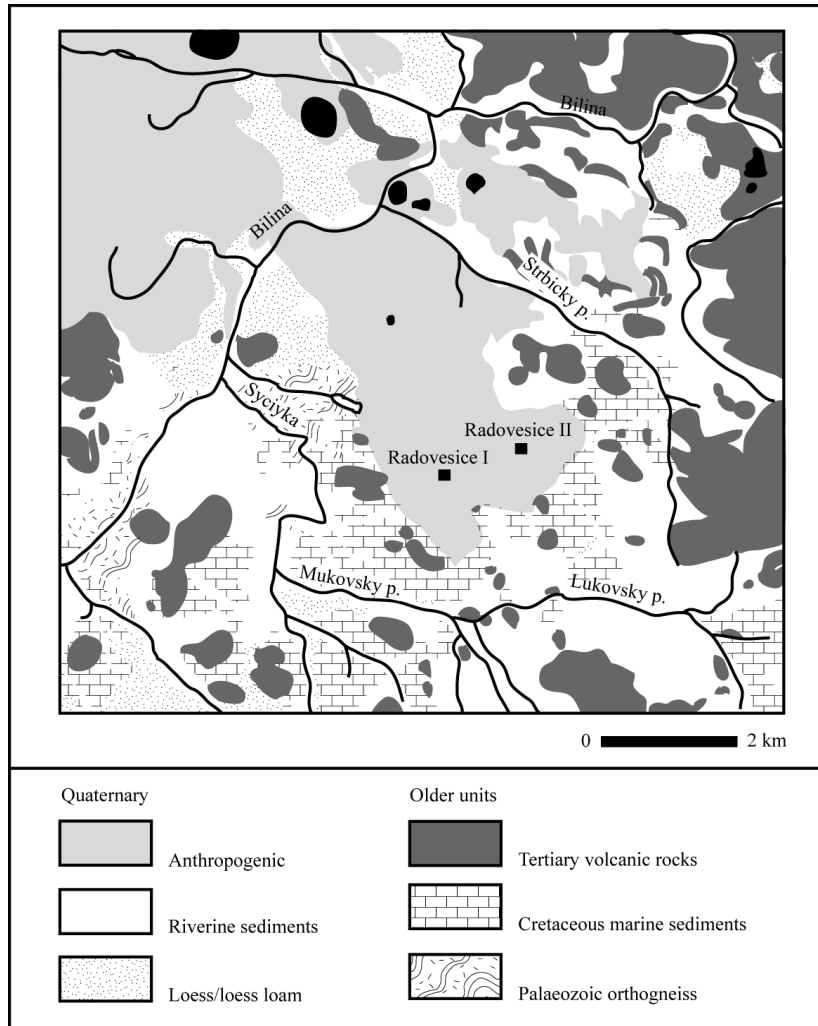 Bilina
Bilina
Strbicky p.
Syciyka
Radovesice II
Radovesice I
Mukovsky p.
Lukovsky p.
0 2 km
Quaternary
Older units
Anthropogenic
Tertiary volcanic rocks
Riverine sediments
Cretaceous marine sediments
Loess/loess loam
Palaeozoic orthogneiss